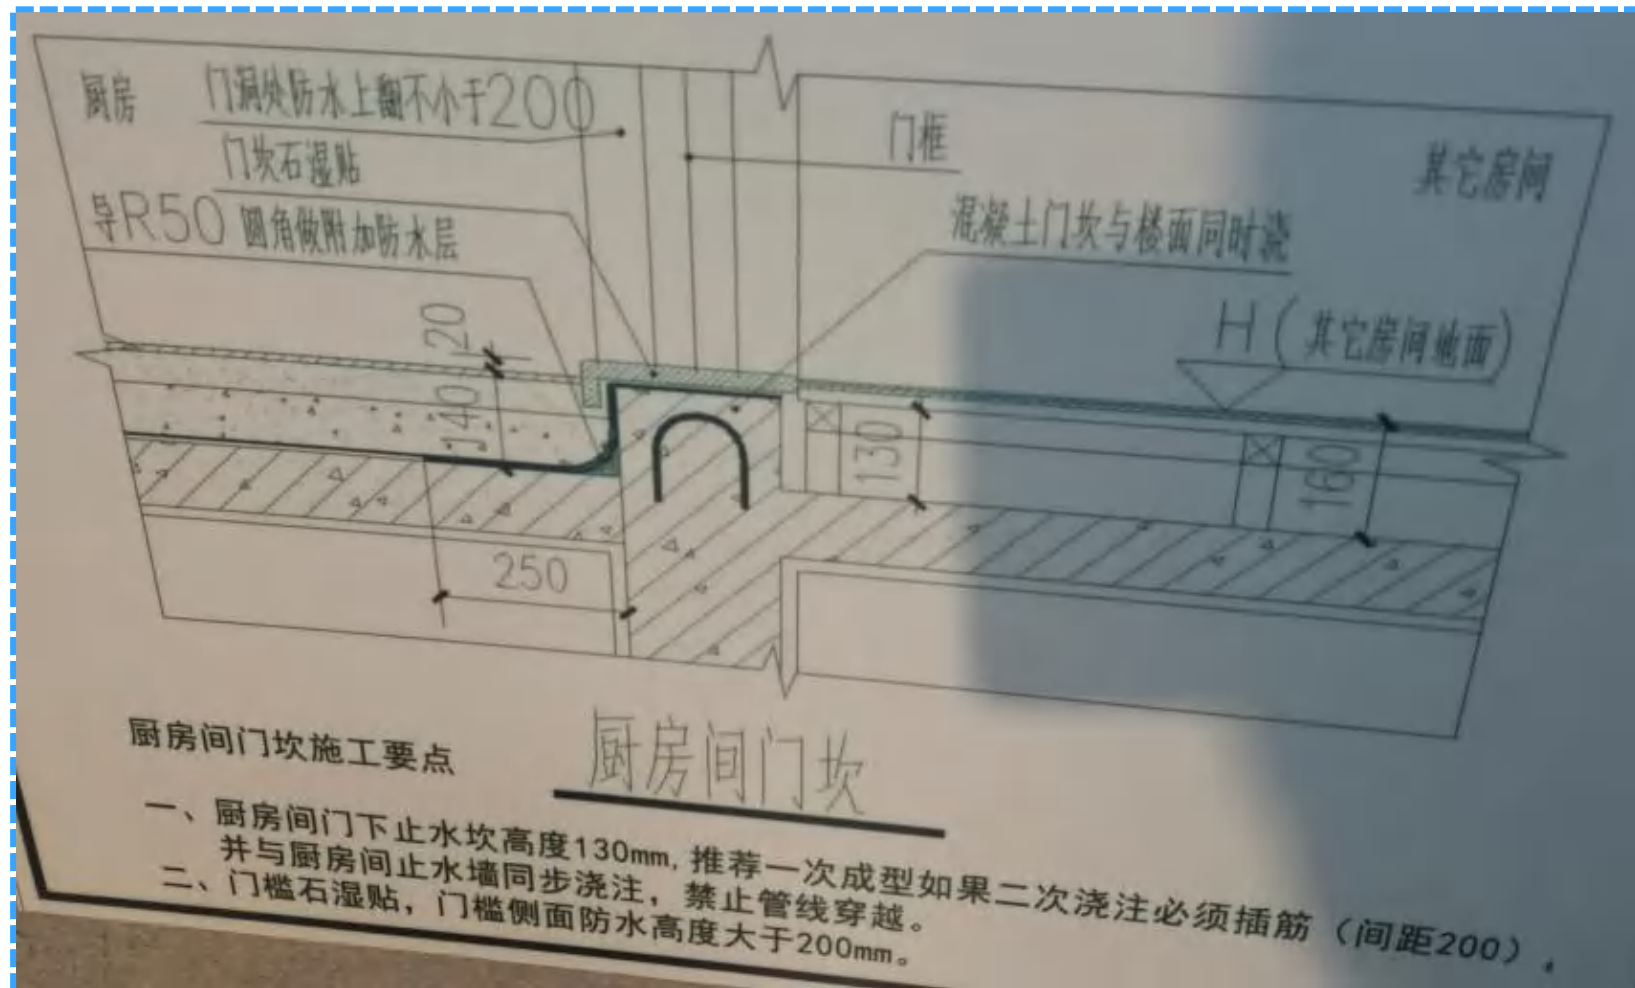 厨房
门洞处防水上翻不小于200
门框
其它房间
门坎石湿贴
导R50圆角做附加防水层
混凝土门坎与楼面同时浇
H(其它房间地面)
20
140
130
160
250
厨房间门坎
厨房间门坎施工要点
一、厨房间门下止水坎高度130mm,推荐一次成型如果二次浇注必须插筋（间距200），
并与厨房间止水墙同步浇注，禁止管线穿越。
二、门槛石湿贴，门槛侧面防水高度大于200mm。